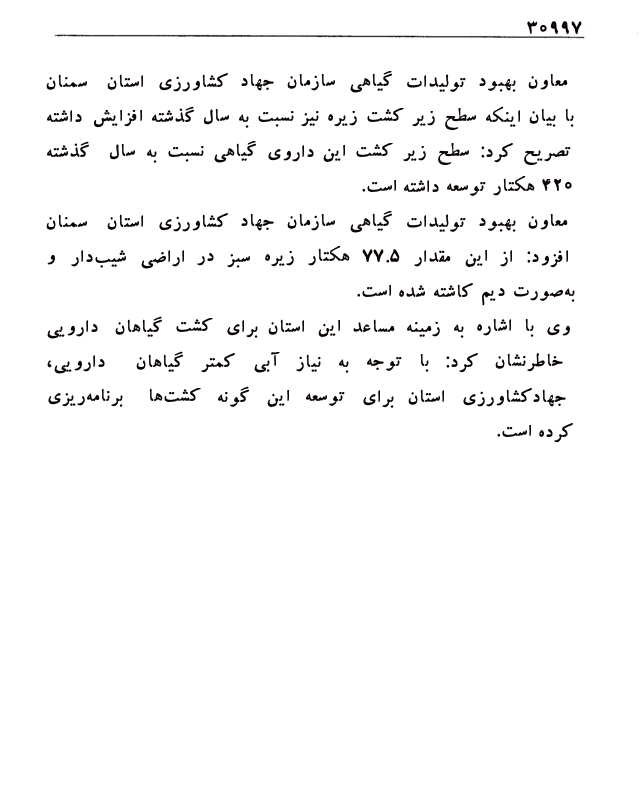 ۳۰۹۹۷
معاون بهبود تولیدات گیاهی سازمان جهاد کشاورزی استان سمنان
با بیان اینکه سطح زیر کشت زیره نیز نسبت به سال گذشته افزایش داشته
تصریح کرد: سطح زیر کشت این داروی گیاهی نسبت به سال گذشته
۴۲۰ هکتار توسعه داشته است.
معاون بهبود تولیدات گیاهی سازمان جهاد کشاورزی استان سمنان
افزود: از این مقدار ۷۷.۵ هکتار زیره سبز در اراضی شیب‌دار و
به‌صورت دیم کاشته شده است.
وی با اشاره به زمینه مساعد این استان برای کشت گیاهان دارویی
خاطرنشان کرد: با توجه به نیاز آبی کمتر گیاهان دارویی،
جهادکشاورزی استان برای توسعه این گونه کشت‌ها برنامه‌ریزی
کرده است.